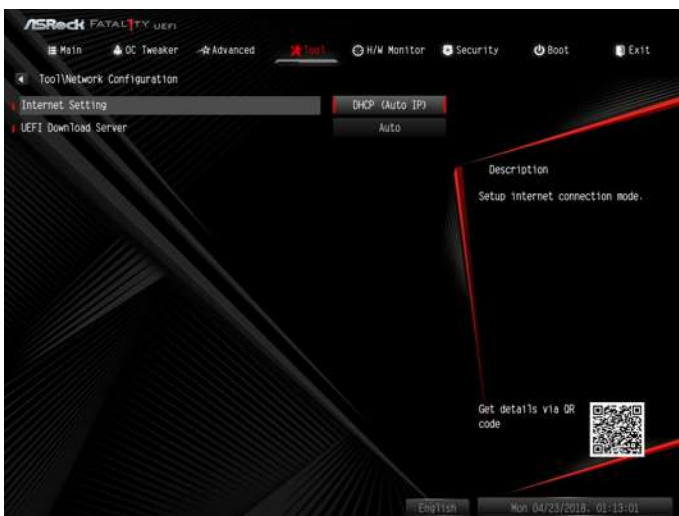 ASRock FATAL1TY UEFI
Main OC Tweaker Advanced Tool H/W Monitor Security Boot Exit
Tool\Network Configuration
Internet Setting DHCP (Auto IP)
UEFI Download Server Auto
Description
Setup internet connection mode.
Get details via QR
code
English Mon 04/23/2018. 01:13:01